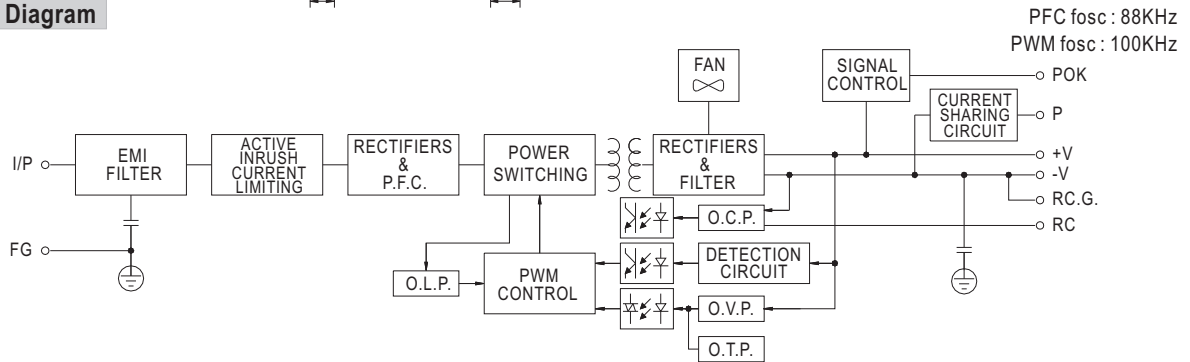 Diagram
PFC fosc : 88KHz
PWM fosc : 100KHz
FAN
SIGNAL
CONTROL
POK
CURRENT
SHARING
CIRCUIT
P
I/P
EMI
FILTER
ACTIVE
INRUSH
CURRENT
LIMITING
RECTIFIERS
&
P.F.C.
POWER
SWITCHING
RECTIFIERS
&
FILTER
+V
-V
RC.G.
RC
O.C.P.
FG
O.L.P.
PWM
CONTROL
DETECTION
CIRCUIT
O.V.P.
O.T.P.